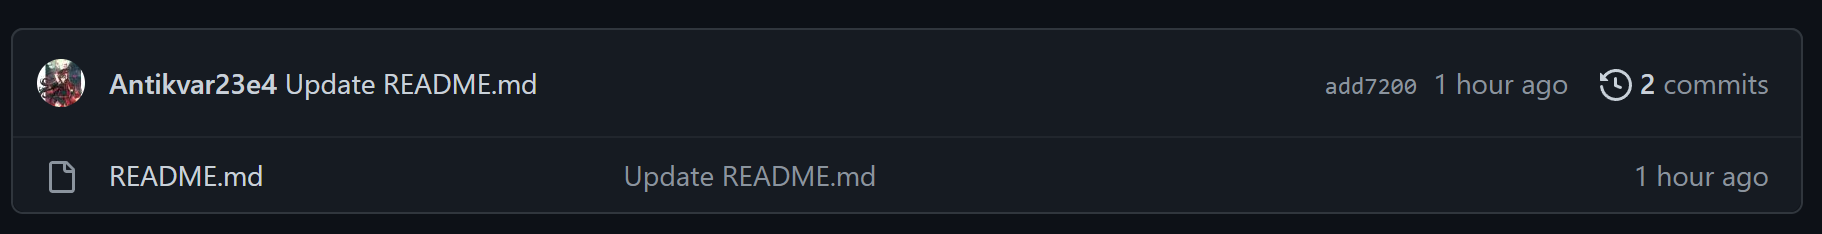 Antikvar23e4 Update README.md add7200 1 hour ago 2 commits
README.md Update README.md 1 hour ago